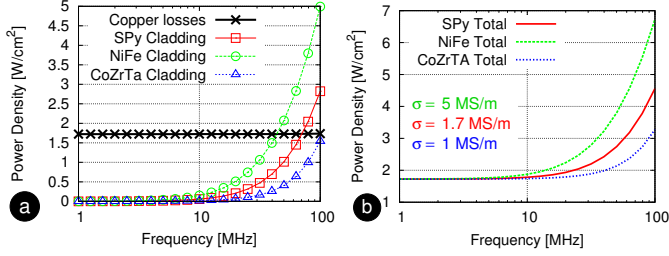 Copper losses
SPy Cladding
NiFe Cladding
CoZrTa Cladding
Power Density [W/cm²]
5
4.5
4
3.5
3
2.5
2
1.5
1
0.5
0
1
10
100
Frequency [MHz]
a
SPy Total
NiFe Total
CoZrTA Total
σ = 5 MS/m
σ = 1.7 MS/m
σ = 1 MS/m
Power Density [W/cm²]
7
6
5
4
3
2
1
1
10
100
Frequency [MHz]
b